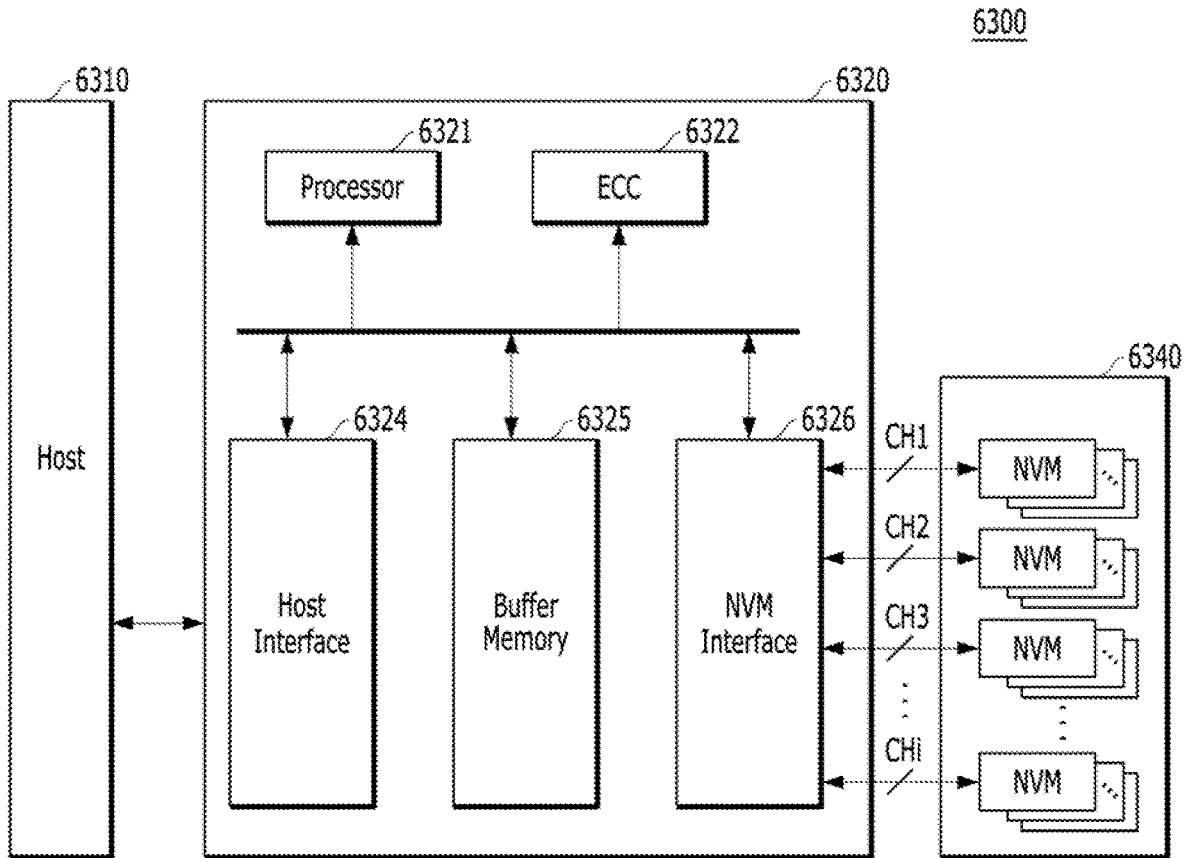 6300
6310
6320
6321
6322
Processor
ECC
6340
6324
6325
6326
CH1
NVM
Host
CH2
NVM
Host
Interface
Buffer
Memory
NVM
Interface
CH3
NVM
CHi
NVM